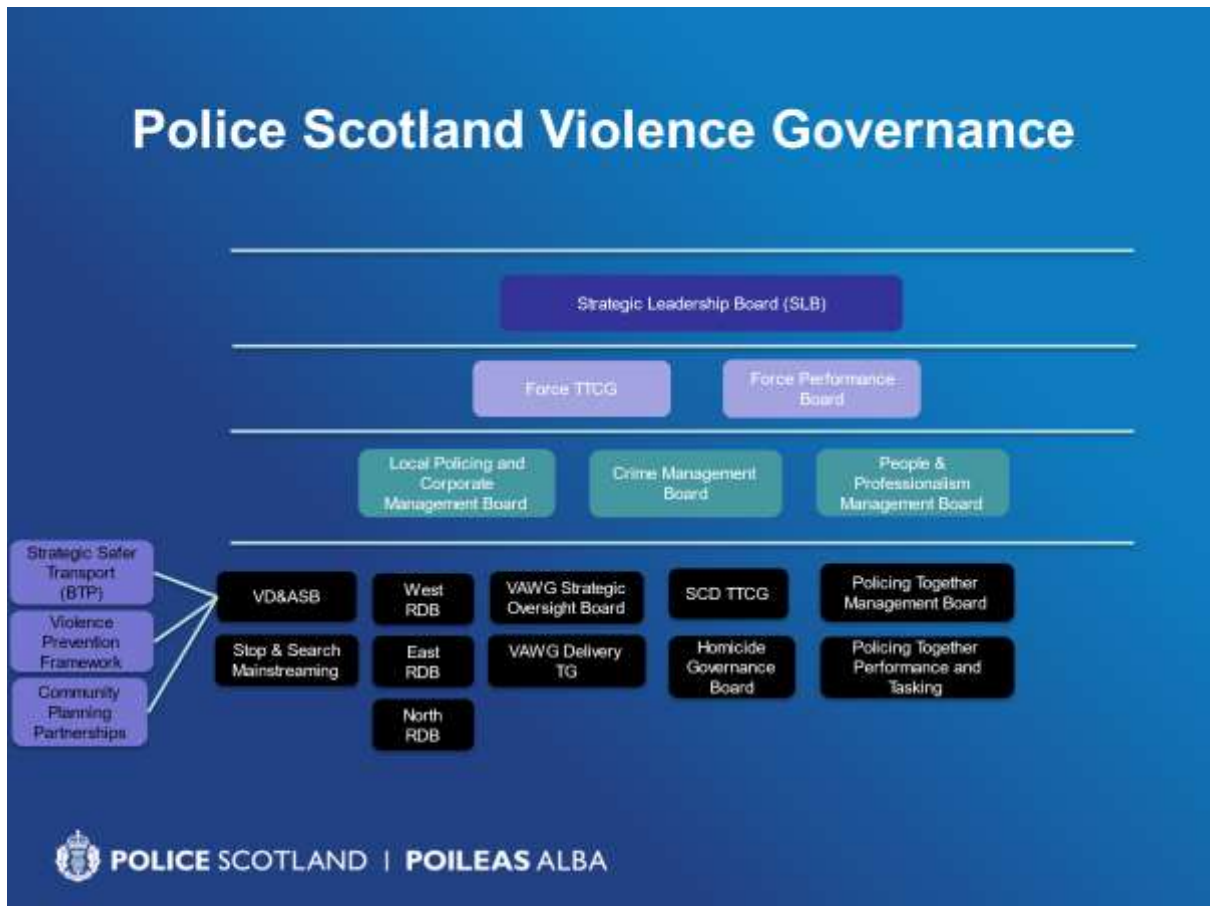 Police Scotland Violence Governance
Strategic Leadership Board (SLB)
Force TTCG
Force Performance
Board
Local Policing and
Corporate
Management Board
Crime Management
Board
People &
Professionalism
Management Board
Strategic Safer
Transport
(BTP)
Violence
Prevention
Framework
Community
Planning
Partnerships
VD&ASB
Stop & Search
Mainstreaming
West
RDB
East
RDB
North
RDB
VAWG Strategic
Oversight Board
VAWG Delivery
TG
SCD TTCG
Homicide
Governance
Board
Policing Together
Management Board
Policing Together
Performance and
Tasking
POLICE SCOTLAND | POILEAS ALBA